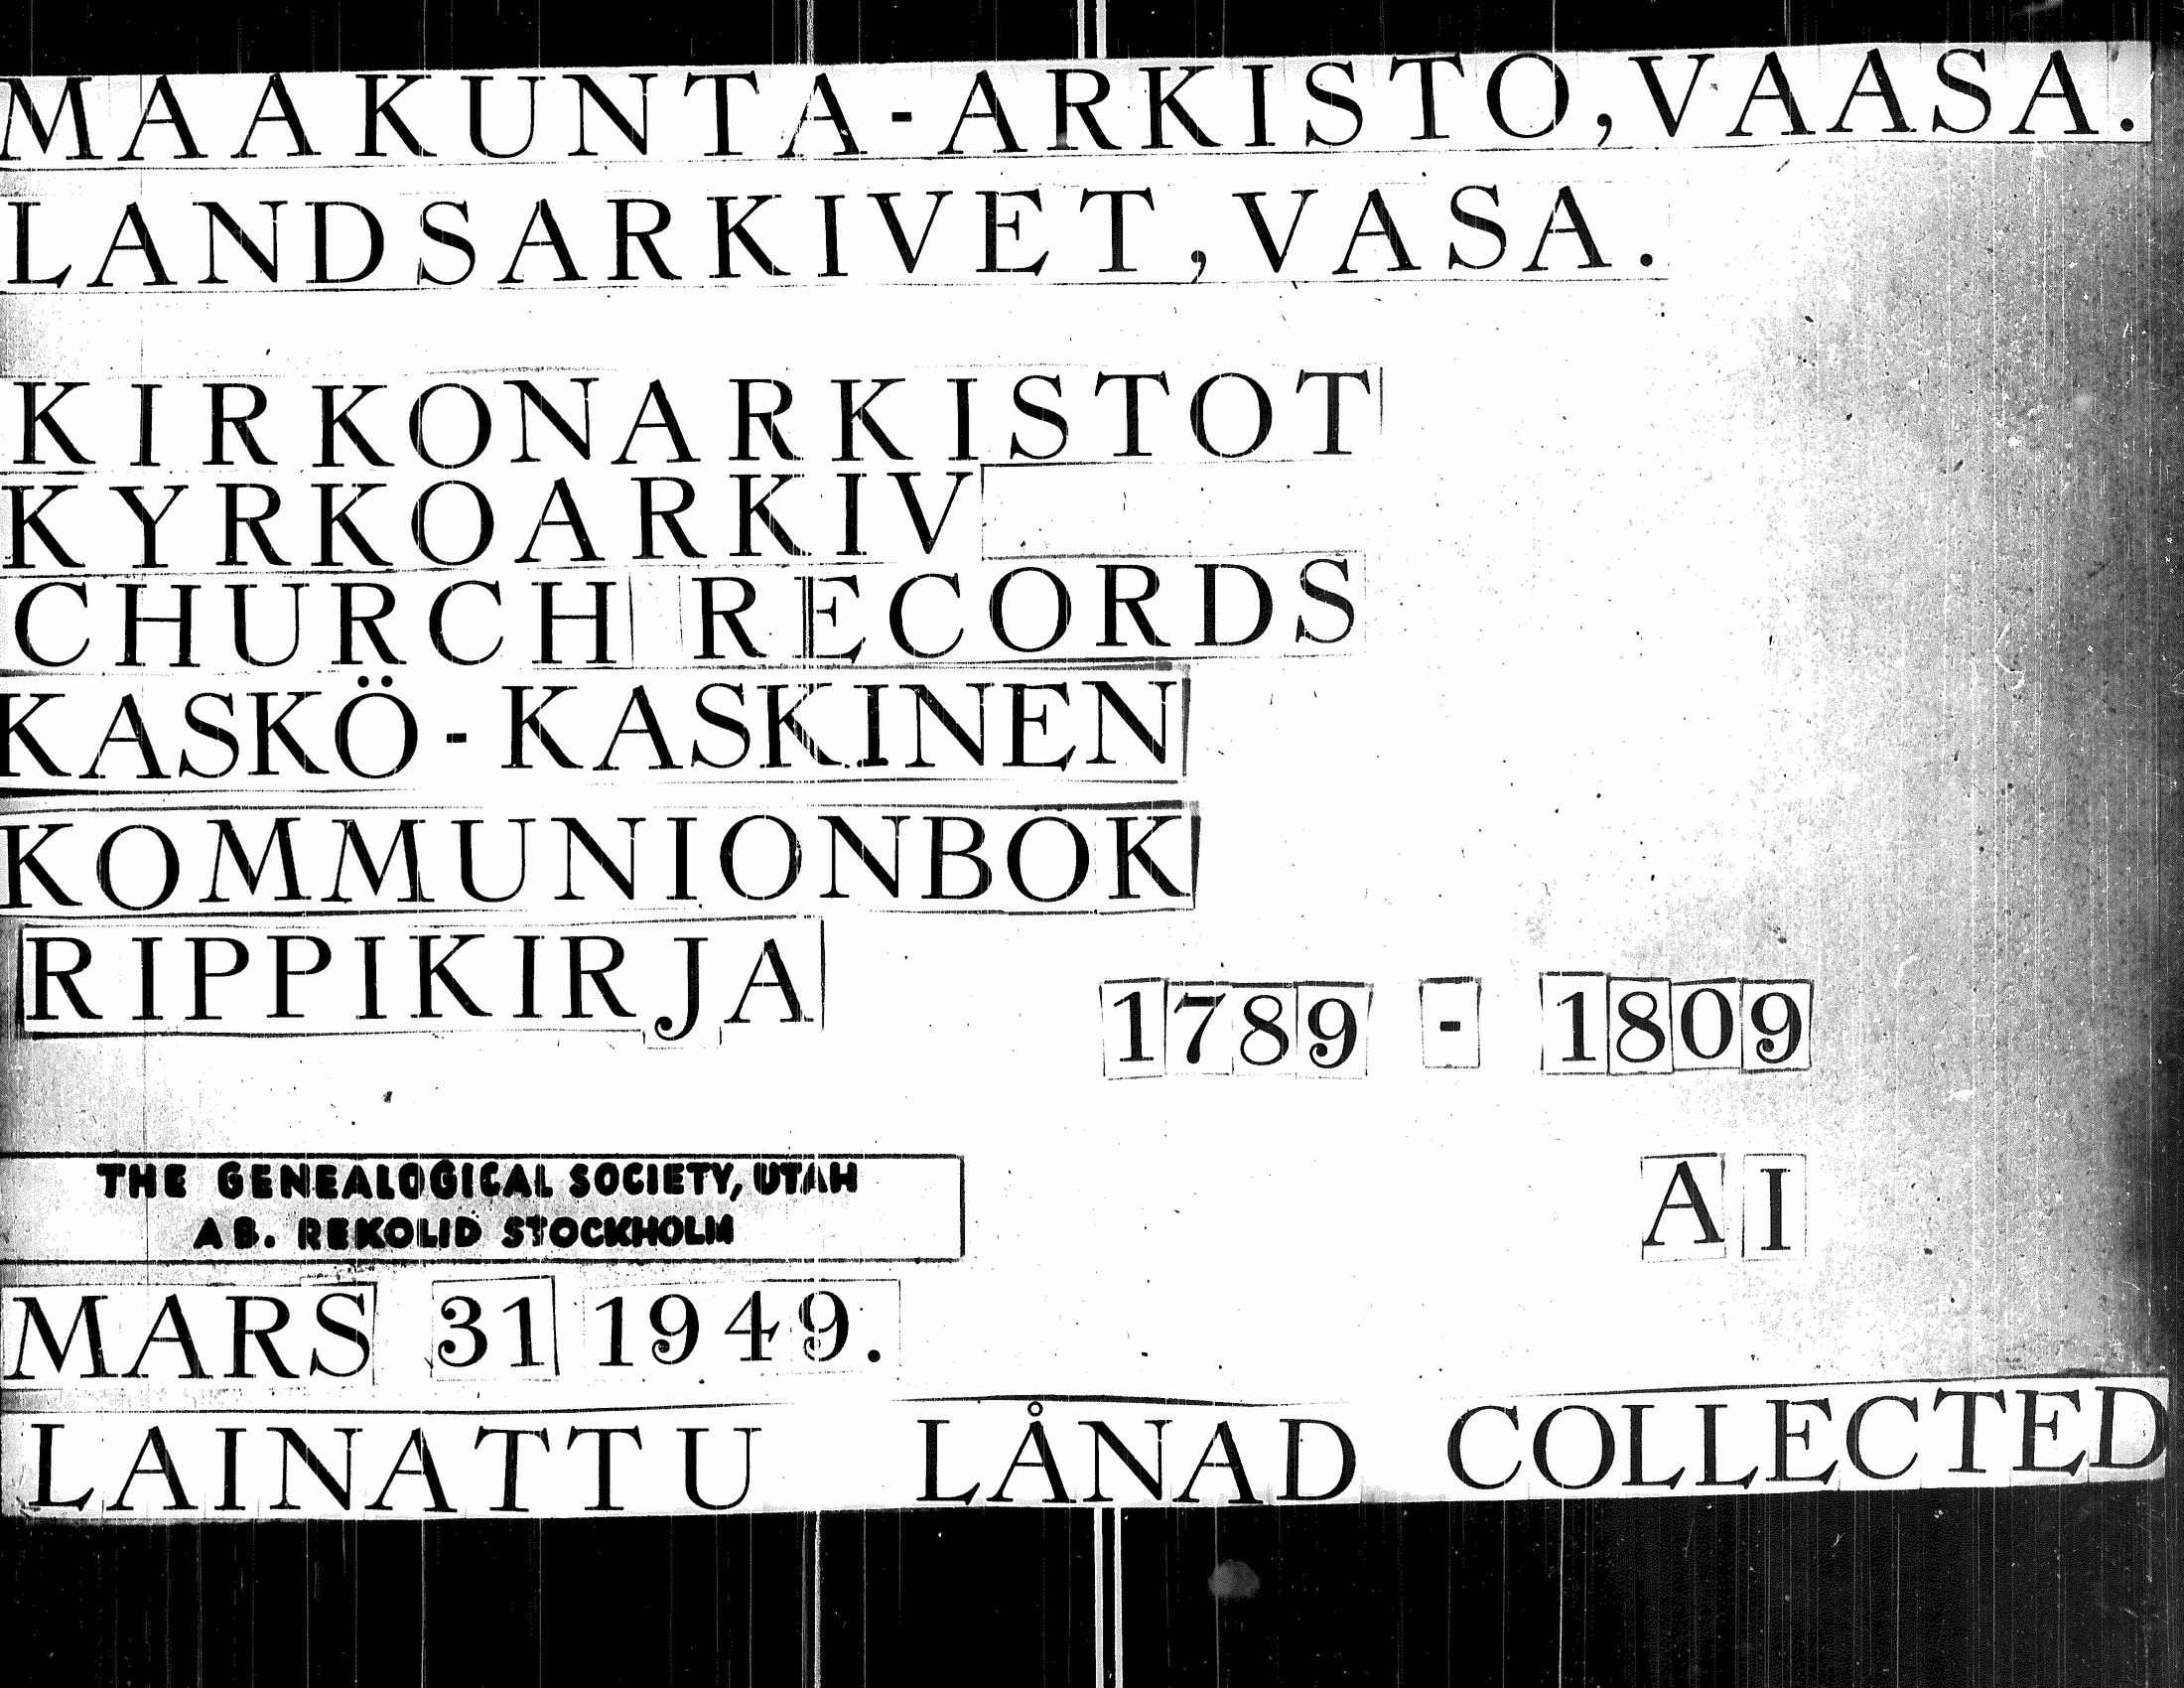 MAAKUNTA-ARKISTO, VAASA.
LANDSARKIVET, VASA.
KIRKONARKISTOT
KYRKOARKIV
CHURCH RECORDS
KASKÖ-KASKINEN
KOMMUNIONBOK
RIPPIKIRJA
1789 - 1809
THE GENEALOGICAL SOCIETY, UTAH
AB. REKOLID STOCKHOLM
A I
MARS 31 1949.
LAINATTU LÅNAD COLLECTED